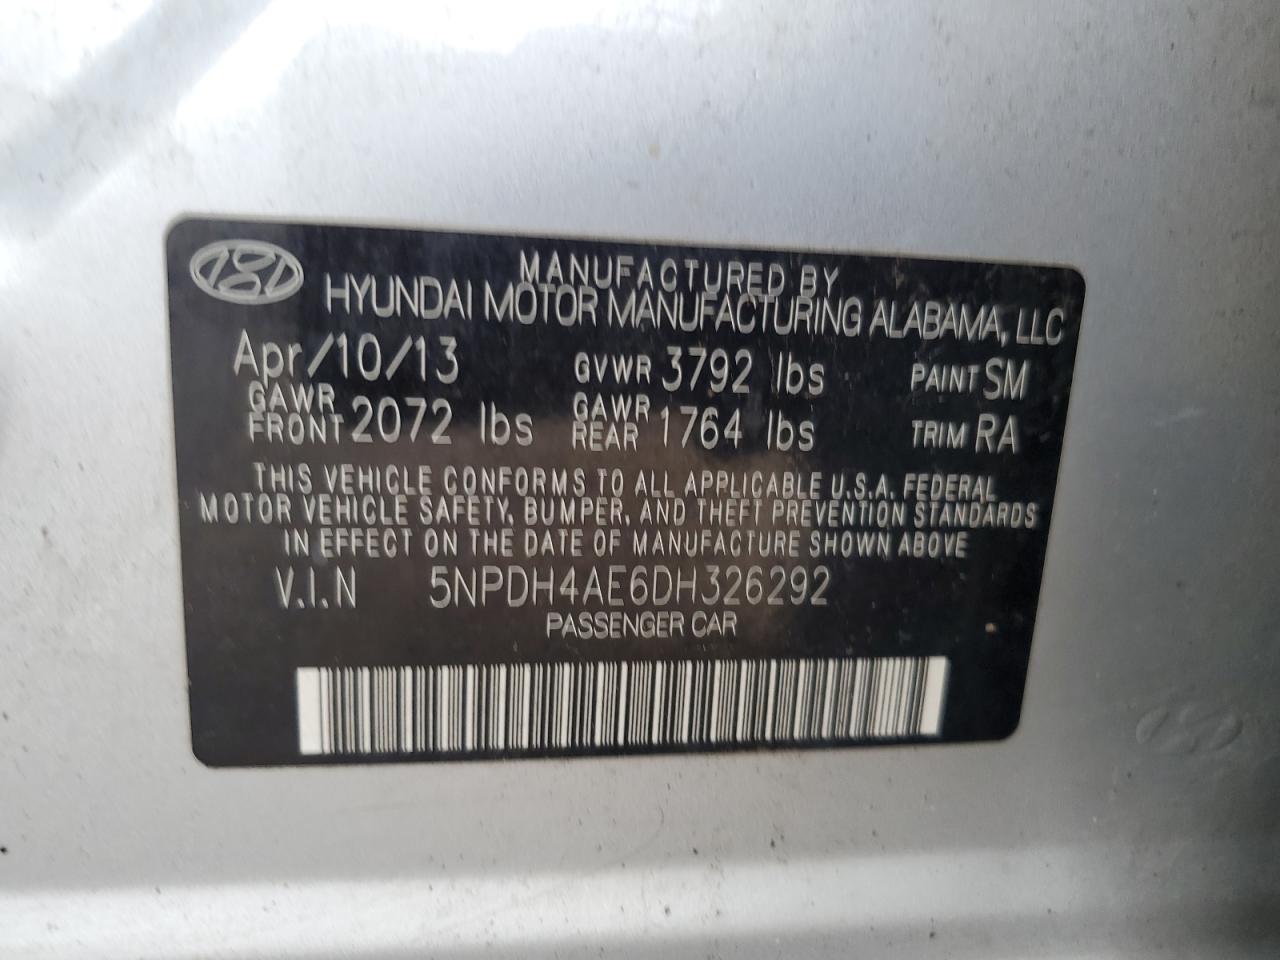 MANUFACTURED BY
HYUNDAI MOTOR MANUFACTURING ALABAMA, LLC
Apr/10/13 GVWR 3792 lbs PAINT SM
GAWR FRONT 2072 lbs GAWR REAR 1764 lbs TRIM RA
THIS VEHICLE CONFORMS TO ALL APPLICABLE U.S.A. FEDERAL
MOTOR VEHICLE SAFETY, BUMPER, AND THEFT PREVENTION STANDARDS
IN EFFECT ON THE DATE OF MANUFACTURE SHOWN ABOVE
V.I.N 5NPDH4AE6DH326292
PASSENGER CAR